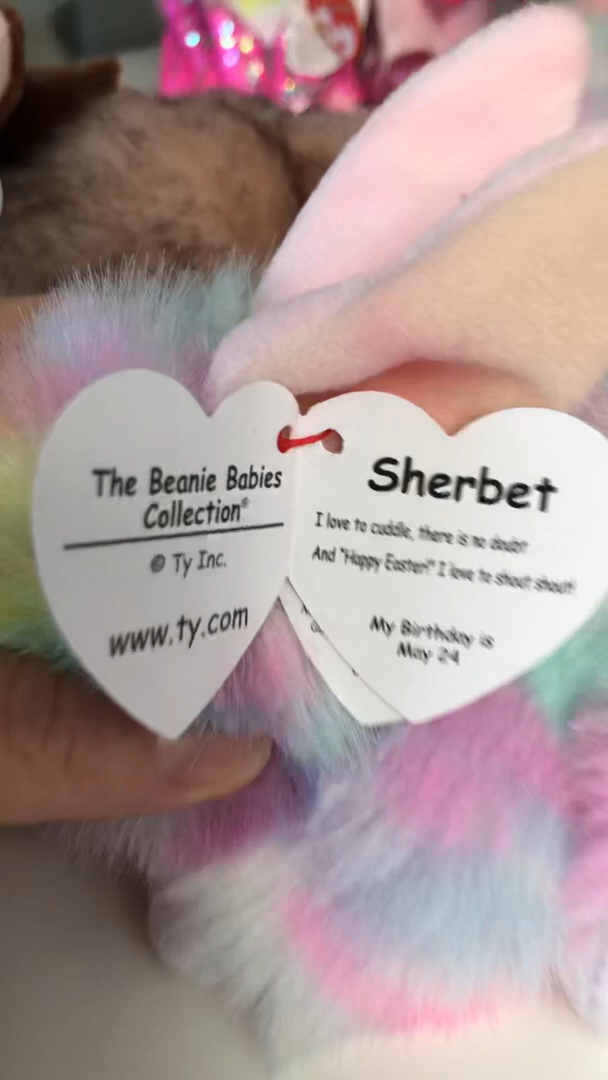 The Beanie Babies
Collection®
© Ty Inc.
www.ty.com
Sherbet
I love to cuddle, there is no doubt
And "Happy Easter!" I love to shout shout!
My Birthday is
May 24